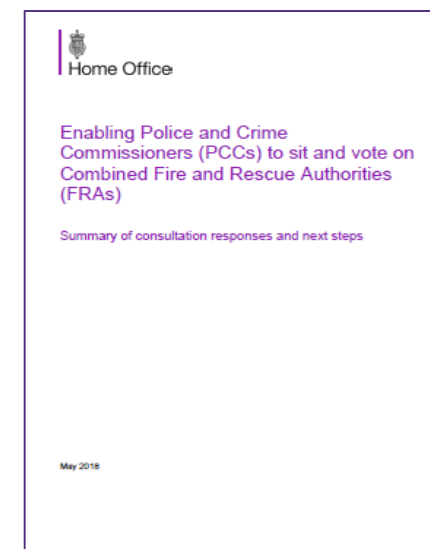 Home Office
Enabling Police and Crime
Commissioners (PCCs) to sit and vote on
Combined Fire and Rescue Authorities
(FRAs)
Summary of consultation responses and next steps
May 2018